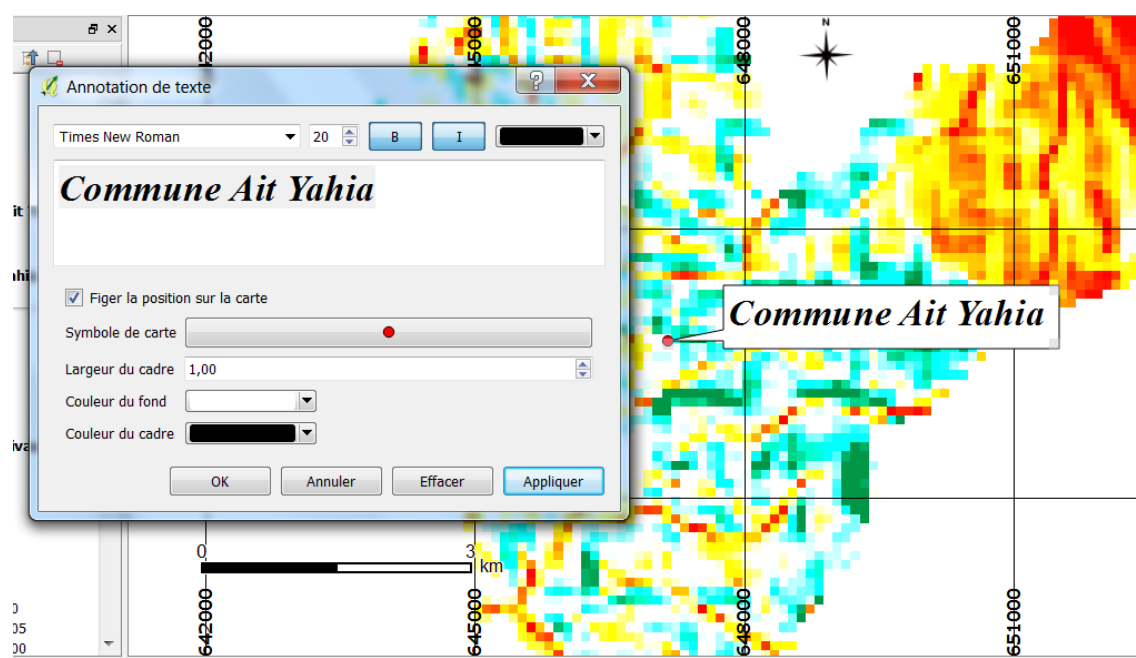 Annotation de texte
Times New Roman
20
B
I
Commune Ait Yahia
Figer la position sur la carte
Symbole de carte
Largeur du cadre
1,00
Couleur du fond
Couleur du cadre
OK
Annuler
Effacer
Appliquer
N
648000
651000
Commune Ait Yahia
0
3
km
642000
645000
648000
651000
05
00